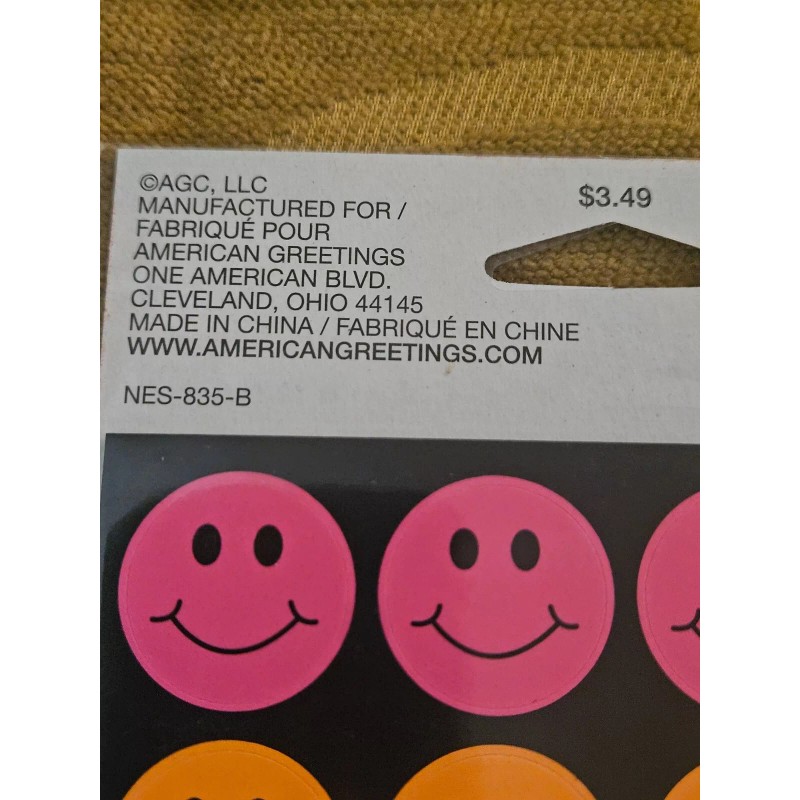 ©AGC, LLC
$3.49
MANUFACTURED FOR /
FABRIQUÉ POUR
AMERICAN GREETINGS
ONE AMERICAN BLVD.
CLEVELAND, OHIO 44145
MADE IN CHINA / FABRIQUÉ EN CHINE
WWW.AMERICANGREETINGS.COM
NES-835-B